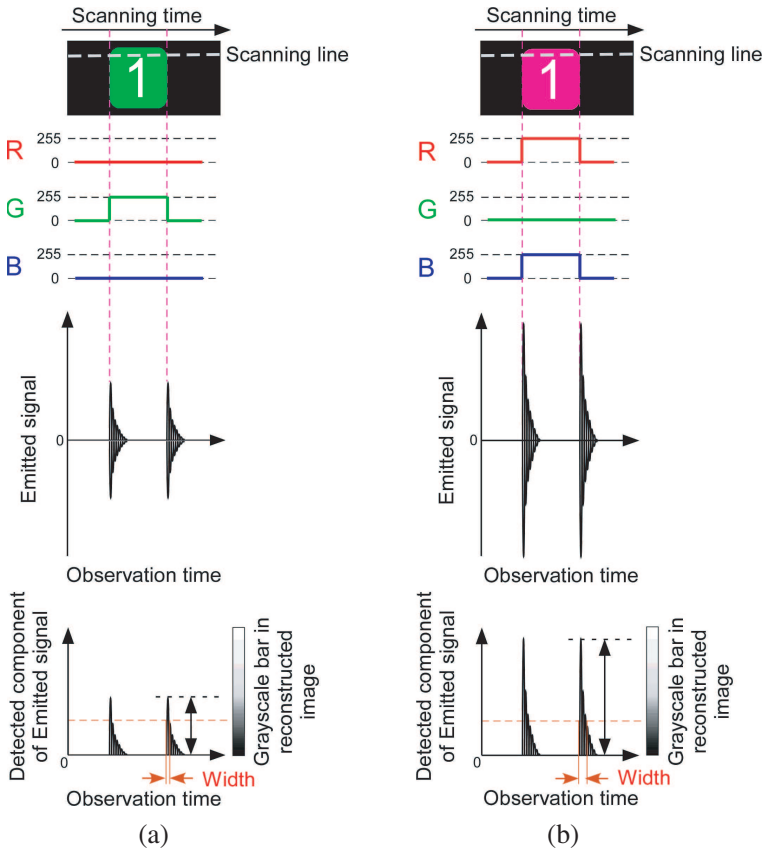 Scanning time
Scanning line
1
R
255
0
G
255
0
B
255
0
Emitted signal
0
Observation time
Detected component
of Emitted signal
0
Grayscale bar in
reconstructed
image
Width
Observation time
(a)
Scanning time
Scanning line
1
R
255
0
G
255
0
B
255
0
Emitted signal
0
Observation time
Detected component
of Emitted signal
0
Grayscale bar in
reconstructed
image
Width
Observation time
(b)